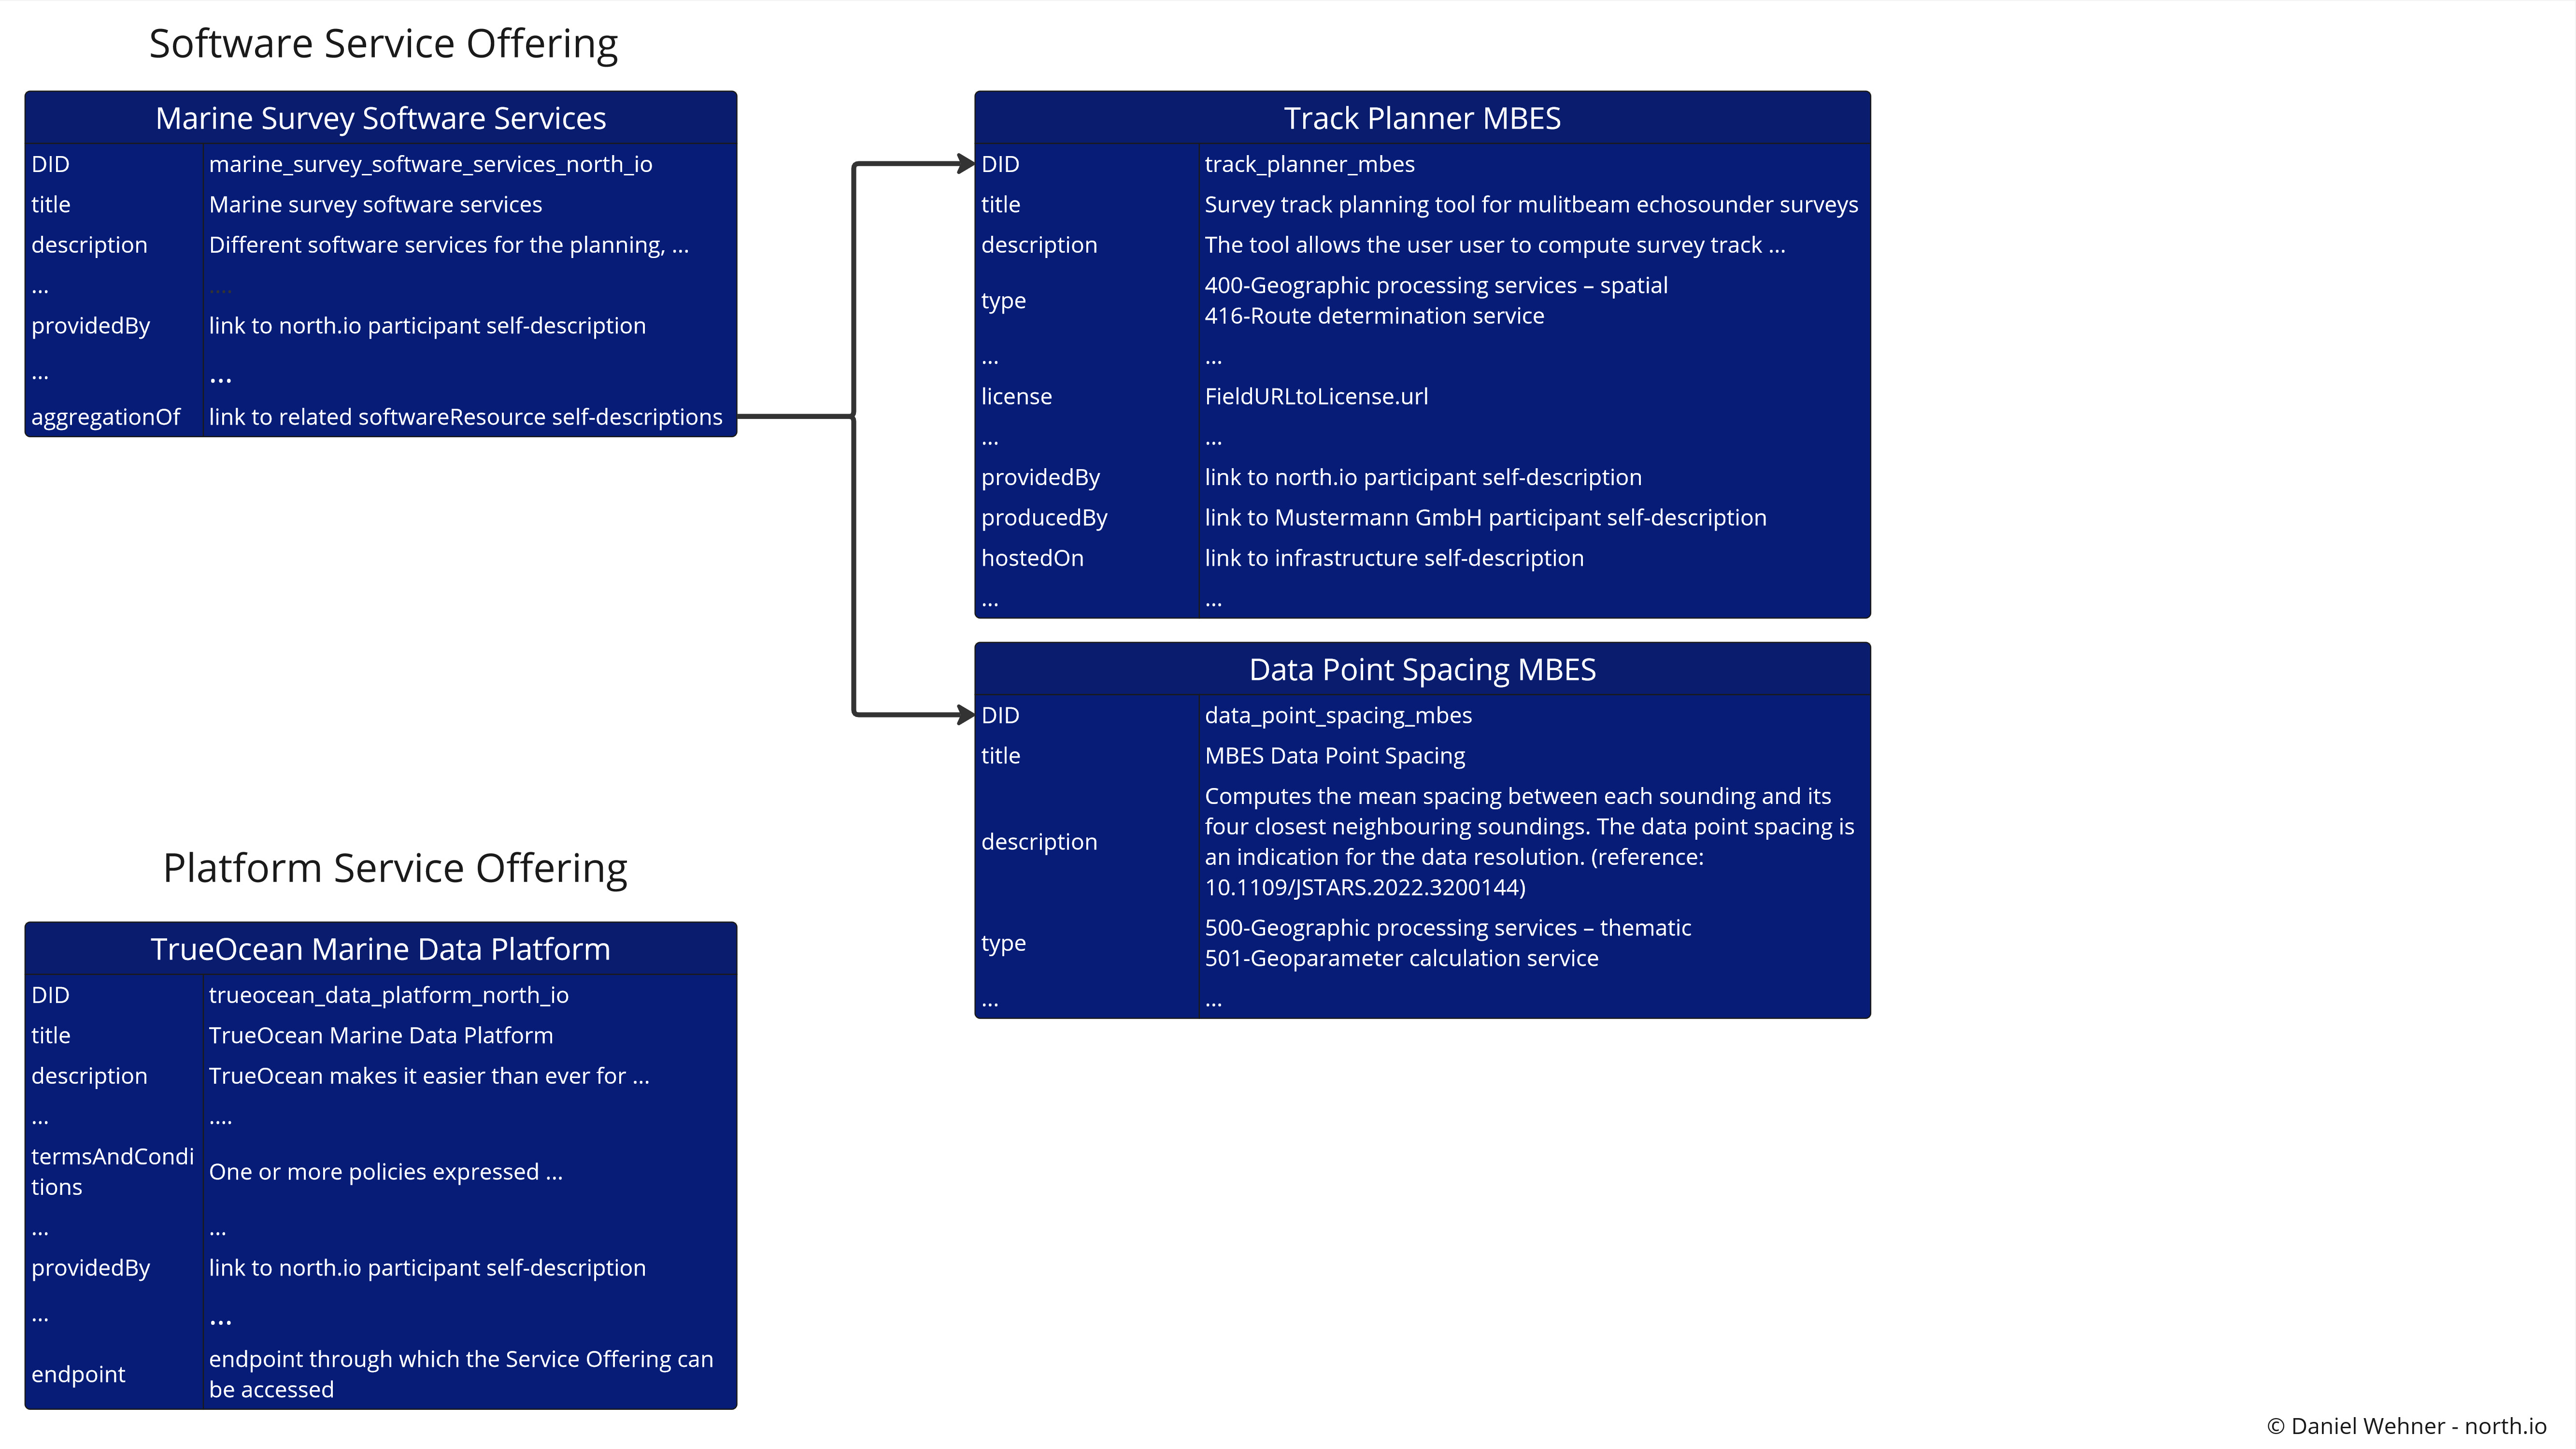 Software Service Offering
Marine Survey Software Services
DID marine_survey_software_services_north_io
title Marine survey software services
description Different software services for the planning, ...
... ....
providedBy link to north.io participant self-description
... ...
aggregationOf link to related softwareResource self-descriptions
Track Planner MBES
DID track_planner_mbes
title Survey track planning tool for mulitbeam echosounder surveys
description The tool allows the user user to compute survey track ...
type 400-Geographic processing services – spatial
416-Route determination service
... ...
license FieldURLtoLicense.url
... ...
providedBy link to north.io participant self-description
producedBy link to Mustermann GmbH participant self-description
hostedOn link to infrastructure self-description
... ...
Data Point Spacing MBES
DID data_point_spacing_mbes
title MBES Data Point Spacing
description Computes the mean spacing between each sounding and its
four closest neighbouring soundings. The data point spacing is
an indication for the data resolution. (reference:
10.1109/JSTARS.2022.3200144)
type 500-Geographic processing services – thematic
501-Geoparameter calculation service
... ...
Platform Service Offering
TrueOcean Marine Data Platform
DID trueocean_data_platform_north_io
title TrueOcean Marine Data Platform
description TrueOcean makes it easier than ever for ...
... ....
termsAndCondi
tions One or more policies expressed ...
... ...
providedBy link to north.io participant self-description
... ...
endpoint endpoint through which the Service Offering can
be accessed
© Daniel Wehner - north.io